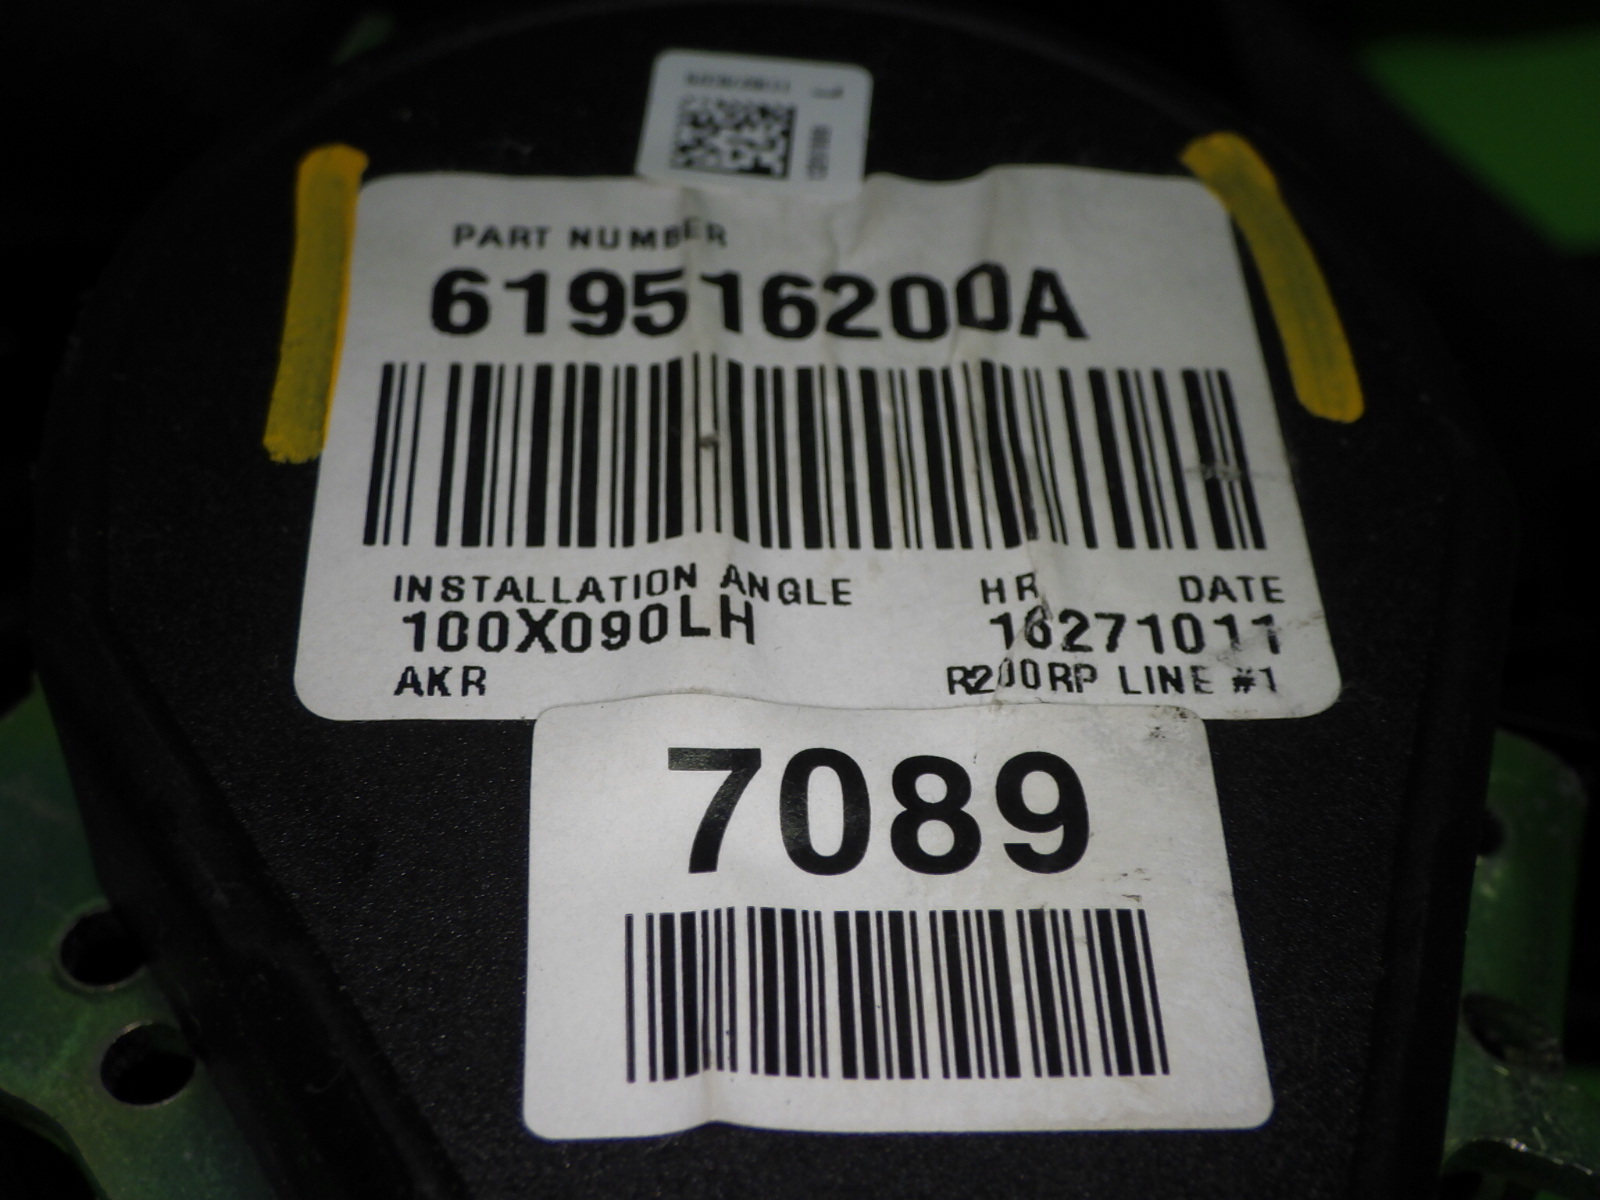 PART NUMBER
619516200A
INSTALLATION ANGLE HR DATE
100X090LH 16271011
AKR R200RP LINE #1
7089